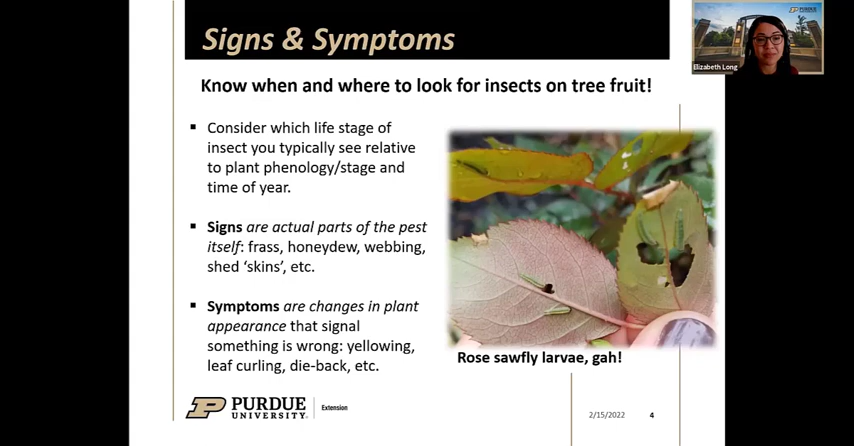 Signs & Symptoms
Know when and where to look for insects on tree fruit!
▪ Consider which life stage of
insect you typically see relative
to plant phenology/stage and
time of year.
▪ Signs are actual parts of the pest
itself: frass, honeydew, webbing,
shed ‘skins’, etc.
▪ Symptoms are changes in plant
appearance that signal
something is wrong: yellowing,
leaf curling, die-back, etc.
Rose sawfly larvae, gah!
P PURDUE
UNIVERSITY.
Extension
2/15/2022
4
P PURDUE
Elizabeth Long